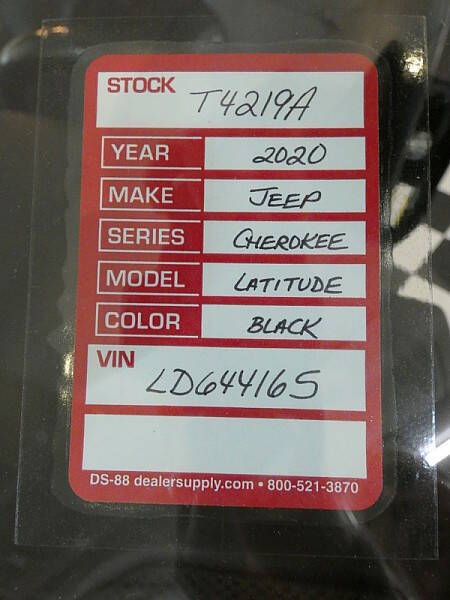 STOCK T4219A
YEAR 2020
MAKE JEEP
SERIES CHEROKEE
MODEL LATITUDE
COLOR BLACK
VIN
LD644165
DS-88 dealersupply.com • 800-521-3870